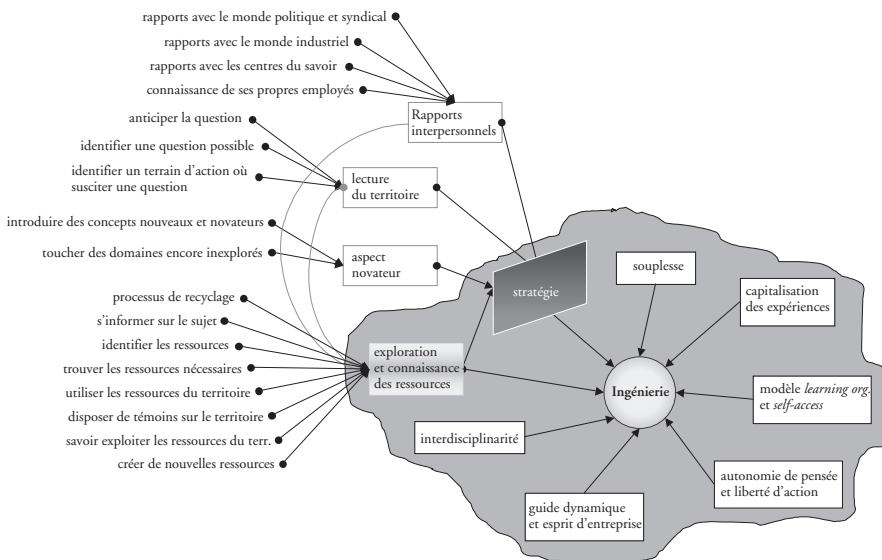 rapports avec le monde politique et syndical
rapports avec le monde industriel
rapports avec les centres du savoir
connaissance de ses propres employés
Rapports
interpersonnels
anticiper la question
identifier une question possible
identifier un terrain d'action où
susciter une question
lecture
du territoire
introduire des concepts nouveaux et novateurs
toucher des domaines encore inexplorés
aspect
novateur
stratégie
souplesse
capitalisation
des expériences
processus de recyclage
s'informer sur le sujet
identifier les ressources
trouver les ressources nécessaires
utiliser les ressources du territoire
disposer de témoins sur le territoire
savoir exploiter les ressources du terr.
créer de nouvelles ressources
exploration
et connaissance
des ressources
Ingénierie
modèle learning org.
et self-access
interdisciplinarité
autonomie de pensée
et liberté d'action
guide dynamique
et esprit d'entreprise